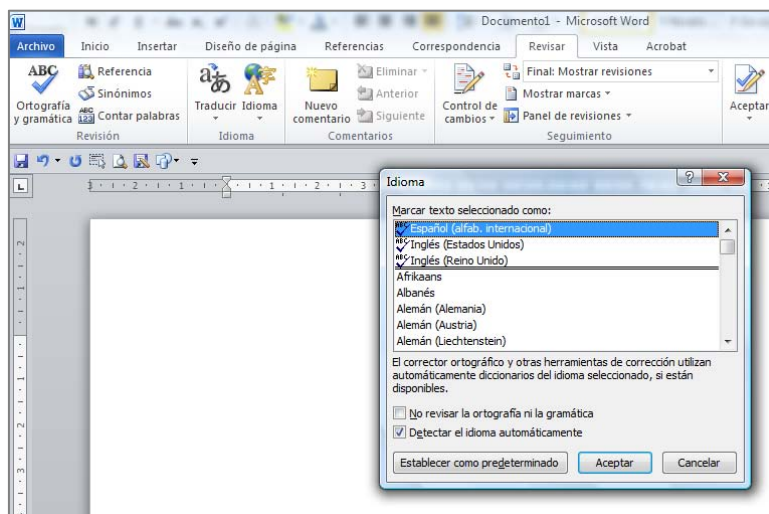 Documento1 - Microsoft Word
Archivo Inicio Insertar Diseño de página Referencias Correspondencia Revisar Vista Acrobat
ABC
Ortografía y gramática
Referencia
Sinónimos
ABC 123 Contar palabras
Revisión
Traducir
Idioma
Idioma
Nuevo comentario
Eliminar
Anterior
Siguiente
Comentarios
Control de cambios
Final: Mostrar revisiones
Mostrar marcas
Panel de revisiones
Seguimiento
Aceptar
Idioma
Marcar texto seleccionado como:
Español (alfab. internacional)
Inglés (Estados Unidos)
Inglés (Reino Unido)
Afrikaans
Albanés
Alemán (Alemania)
Alemán (Austria)
Alemán (Liechtenstein)
El corrector ortográfico y otras herramientas de corrección utilizan
automáticamente diccionarios del idioma seleccionado, si están
disponibles.
No revisar la ortografía ni la gramática
Detectar el idioma automáticamente
Establecer como predeterminado Aceptar Cancelar